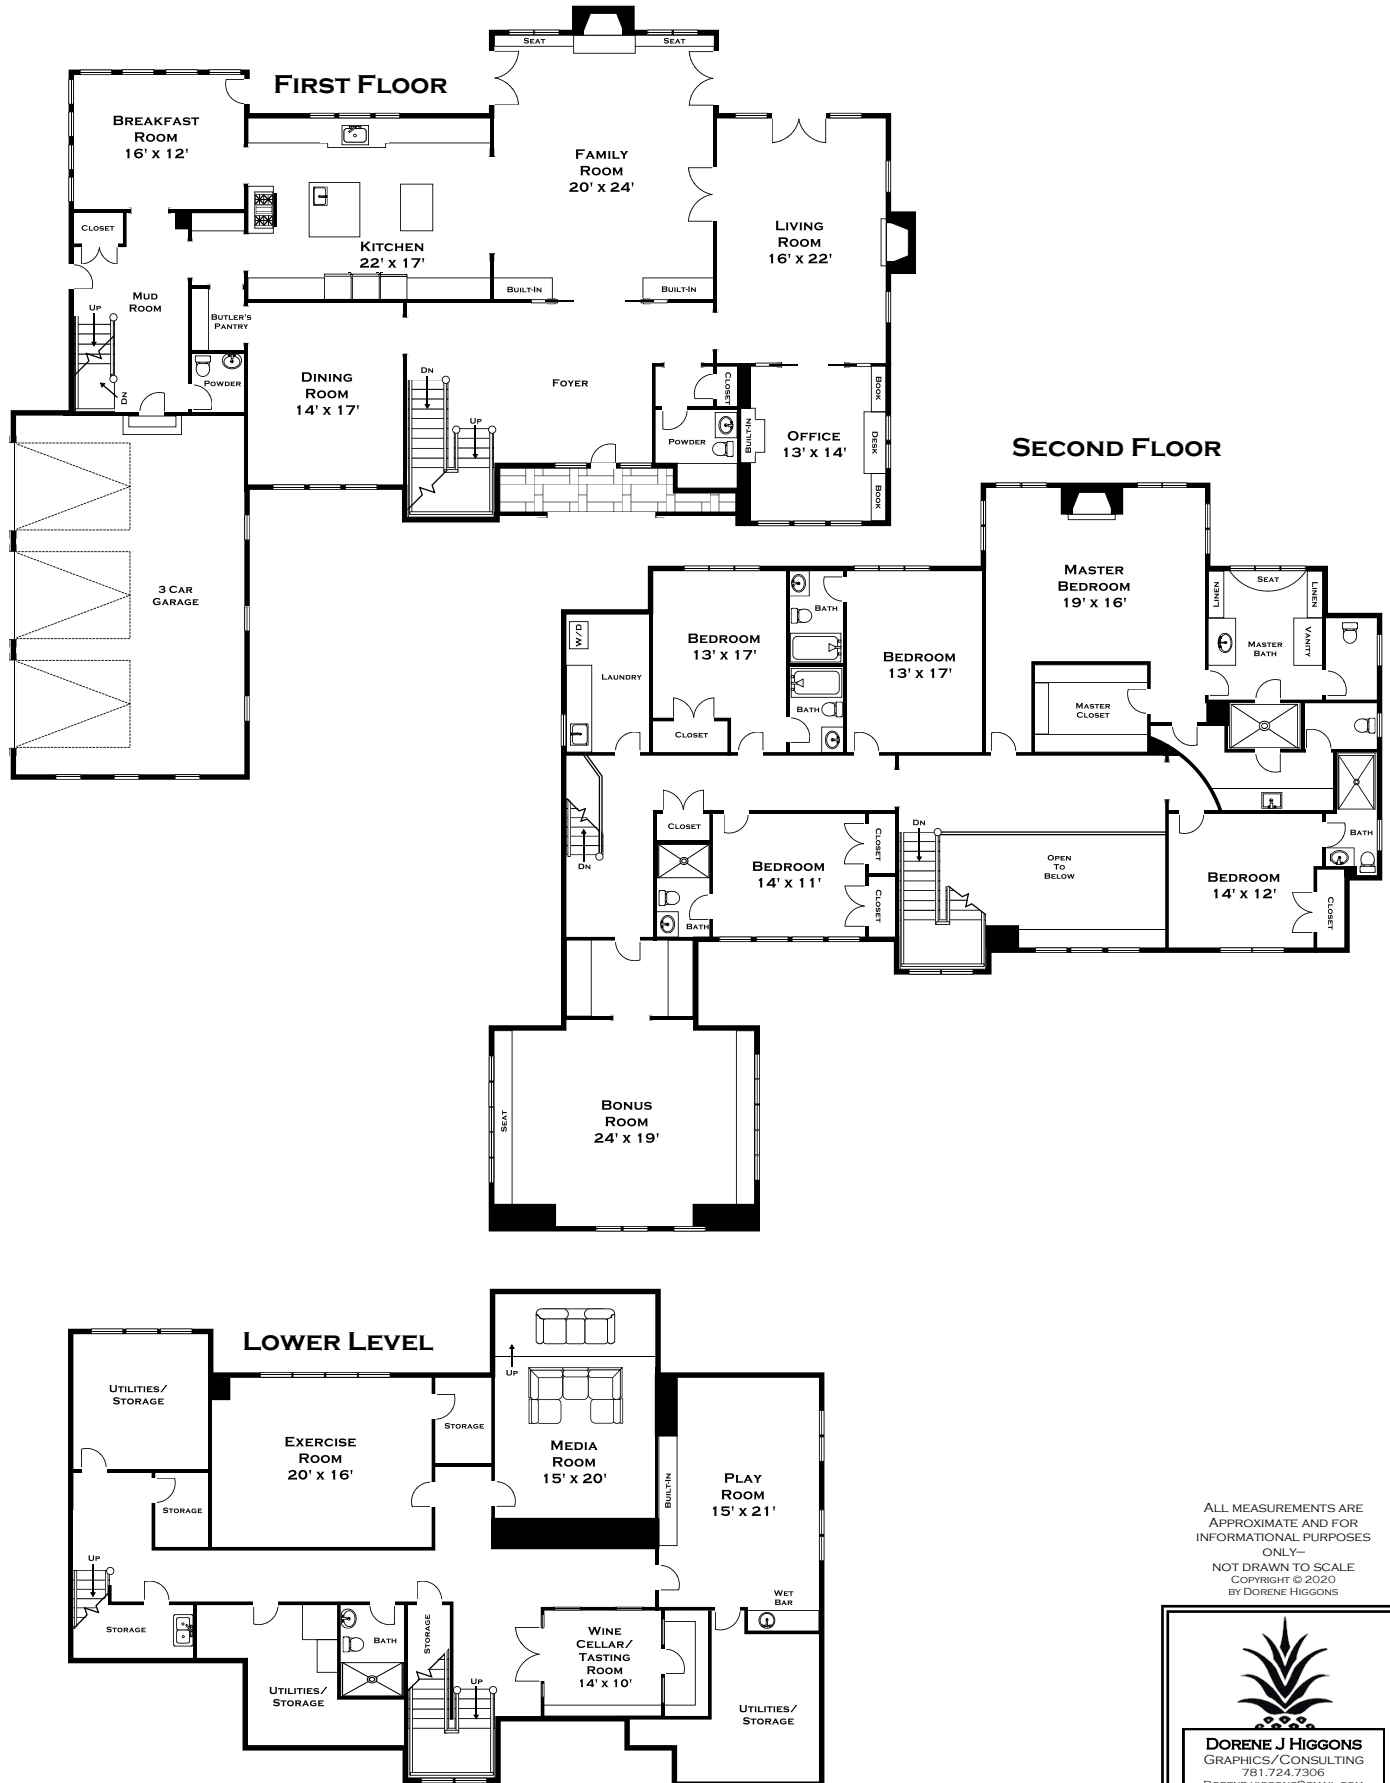 FIRST FLOOR
SEAT
SEAT
BREAKFAST
ROOM
16' X 12'
FAMILY
ROOM
20' X 24'
CLOSET
KITCHEN
22' X 17'
LIVING
ROOM
16' X 22'
BUILT-IN
BUILT-IN
MUD
ROOM
UP
DN
BUTLER'S
PANTRY
POWDER
DINING
ROOM
14' X 17'
DN
UP
FOYER
CLOSET
POWDER
BUILT-IN
OFFICE
13' X 14'
BOOK
DESK
BOOK
3 CAR
GARAGE
SECOND FLOOR
MASTER
BEDROOM
19' X 16'
LINEN
SEAT
LINEN
VANITY
MASTER
BATH
W/D
LAUNDRY
BEDROOM
13' X 17'
CLOSET
BATH
BATH
BEDROOM
13' X 17'
MASTER
CLOSET
DN
CLOSET
BATH
BEDROOM
14' X 11'
CLOSET
CLOSET
DN
OPEN
TO
BELOW
BEDROOM
14' X 12'
BATH
CLOSET
BONUS
ROOM
24' X 19'
SEAT
LOWER LEVEL
UTILITIES/
STORAGE
EXERCISE
ROOM
20' X 16'
STORAGE
STORAGE
UP
MEDIA
ROOM
15' X 20'
BUILT-IN
PLAY
ROOM
15' X 21'
UP
STORAGE
UTILITIES/
STORAGE
BATH
STORAGE
UP
WINE
CELLAR/
TASTING
ROOM
14' X 10'
WET
BAR
UTILITIES/
STORAGE
ALL MEASUREMENTS ARE
APPROXIMATE AND FOR
INFORMATIONAL PURPOSES
ONLY—
NOT DRAWN TO SCALE
COPYRIGHT © 2020
BY DORENE HIGGONS
DORENE J HIGGONS
GRAPHICS/CONSULTING
781.724.7306